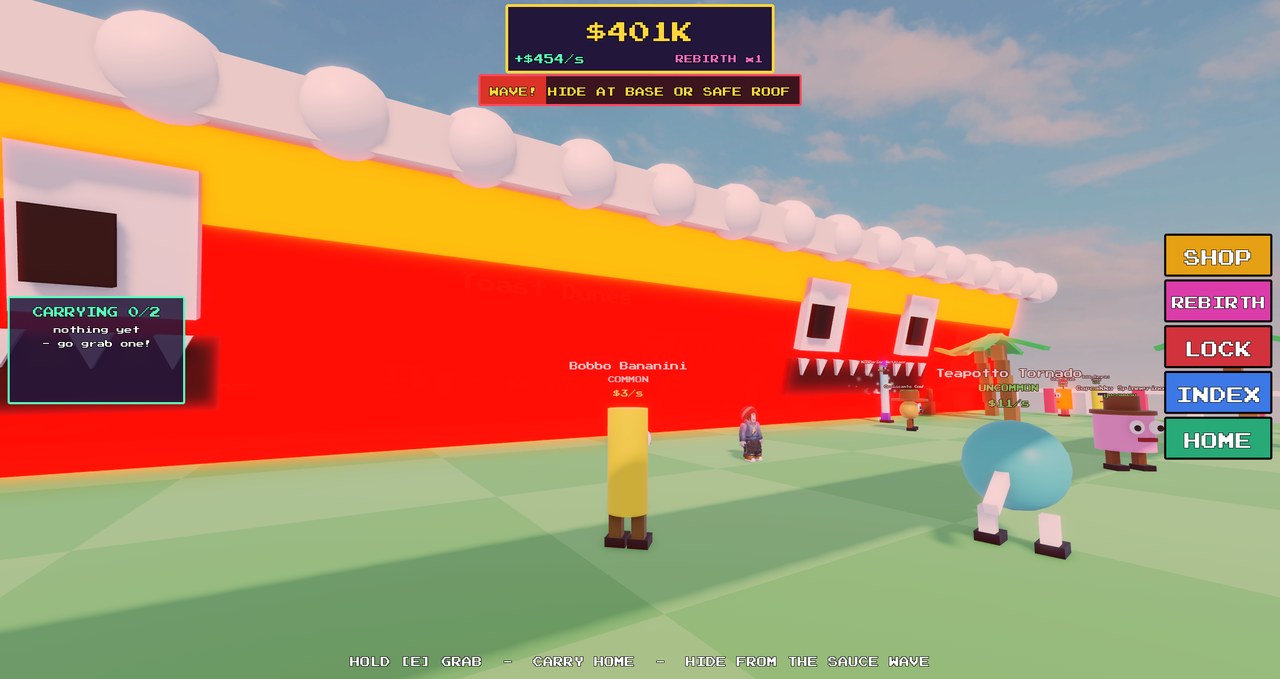 $401K
+$454/s
REBIRTH x1
WAVE! HIDE AT BASE OR SAFE ROOF
SHOP
REBIRTH
LOCK
INDEX
HOME
CARRYING 0/2
nothing yet
- go grab one!
Bobbo Bananini
COMMON
$3/s
Teapotto Tornado
UNCOMMON
$11/s
HOLD [E] GRAB - CARRY HOME - HIDE FROM THE SAUCE WAVE